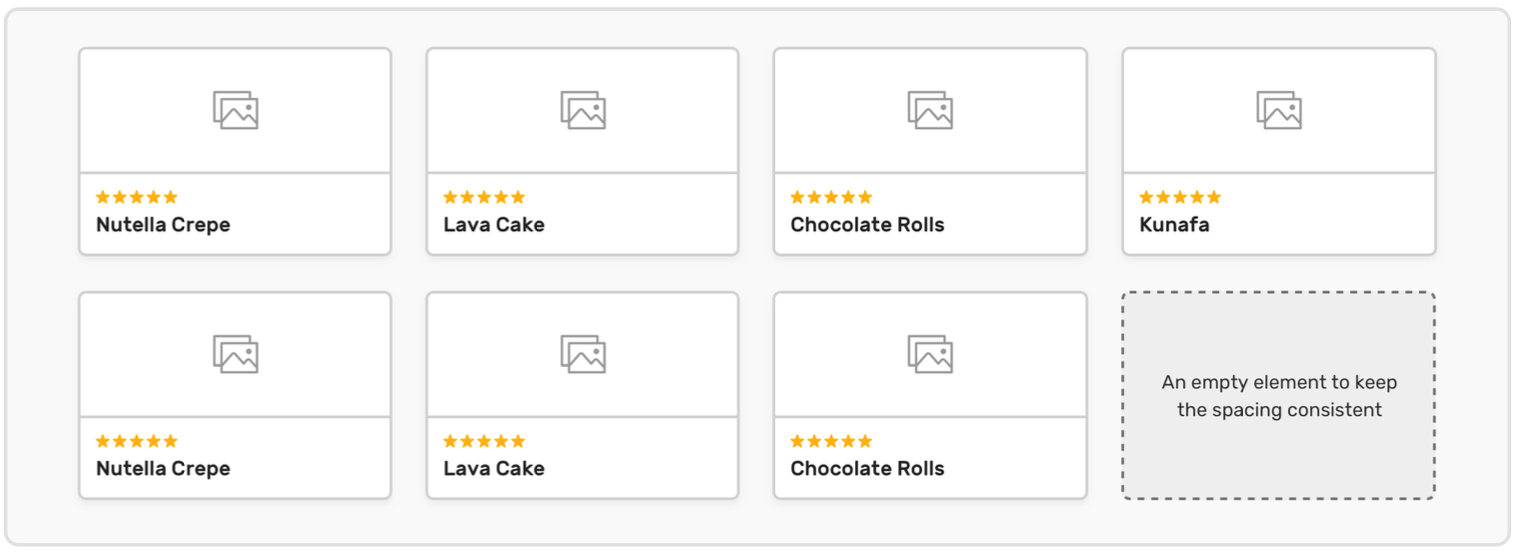 Nutella Crepe
Lava Cake
Chocolate Rolls
Kunafa
Nutella Crepe
Lava Cake
Chocolate Rolls
An empty element to keep
the spacing consistent